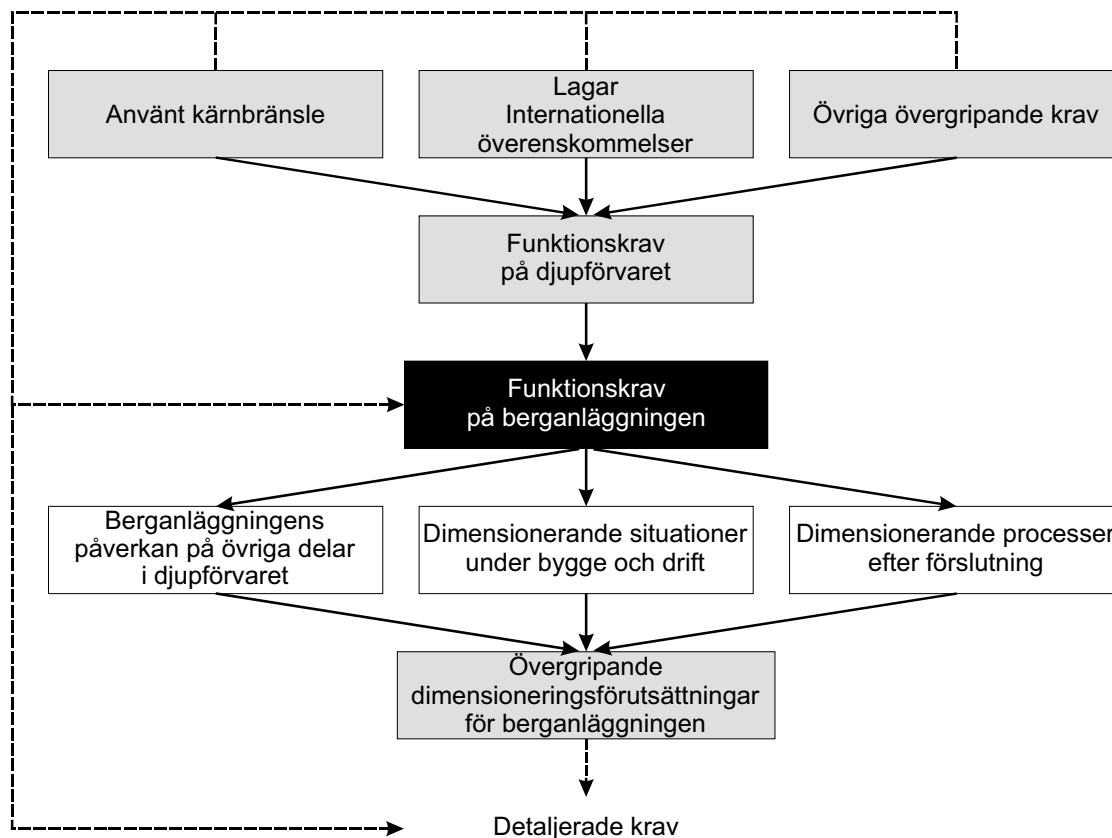 Använt kärnbränsle
Lagar
Internationella
överenskommelser
Övriga övergripande krav
Funktionskrav
på djupförvaret
Funktionskrav
på berganläggningen
Berganläggningens
påverkan på övriga delar
i djupförvaret
Dimensionerande situationer
under bygge och drift
Dimensionerande processer
efter förslutning
Övergripande
dimensioneringsförutsättningar
för berganläggningen
Detaljerade krav